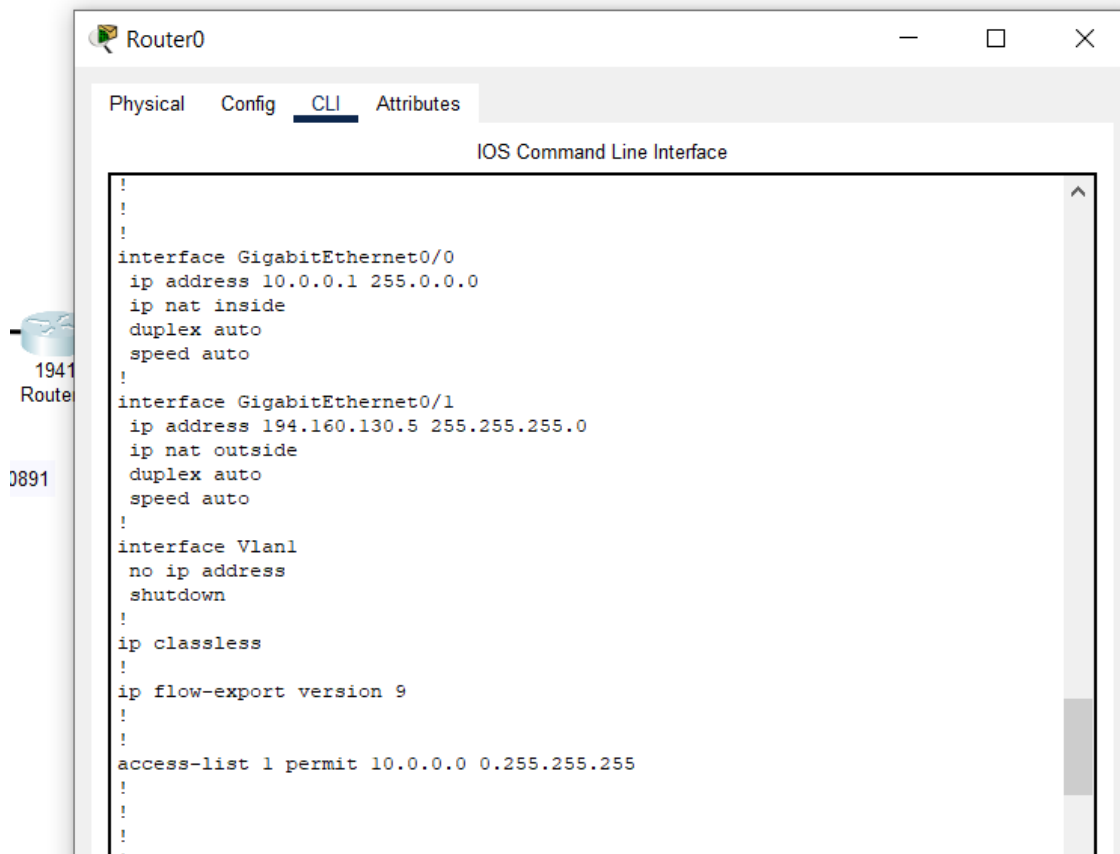 Router0
Physical Config CLI Attributes
IOS Command Line Interface
!
!
!
interface GigabitEthernet0/0
ip address 10.0.0.1 255.0.0.0
ip nat inside
duplex auto
speed auto
!
interface GigabitEthernet0/1
ip address 194.160.130.5 255.255.255.0
ip nat outside
duplex auto
speed auto
!
interface Vlan1
no ip address
shutdown
!
ip classless
!
ip flow-export version 9
!
!
access-list 1 permit 10.0.0.0 0.255.255.255
!
!
!
1941
Router
0891